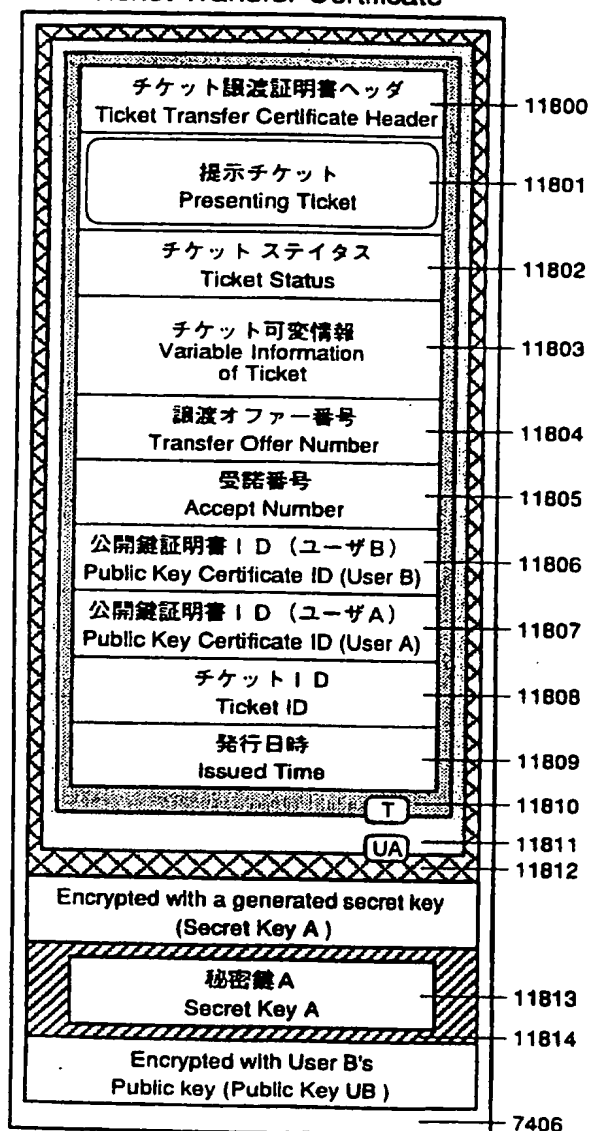 Ticket Transfer Certificate
チケット譲渡証明書ヘッダ
Ticket Transfer Certificate Header
11800
提示チケット
Presenting Ticket
11801
チケット ステイタス
Ticket Status
11802
チケット可変情報
Variable Information
of Ticket
11803
譲渡オファー番号
Transfer Offer Number
11804
受諾番号
Accept Number
11805
公開鍵証明書ID(ユーザB)
Public Key Certificate ID (User B)
11806
公開鍵証明書ID(ユーザA)
Public Key Certificate ID (User A)
11807
チケットID
Ticket ID
11808
発行日時
Issued Time
11809
T
11810
UA
11811
11812
Encrypted with a generated secret key
(Secret Key A )
秘密鍵A
Secret Key A
11813
11814
Encrypted with User B's
Public key (Public Key UB )
7406